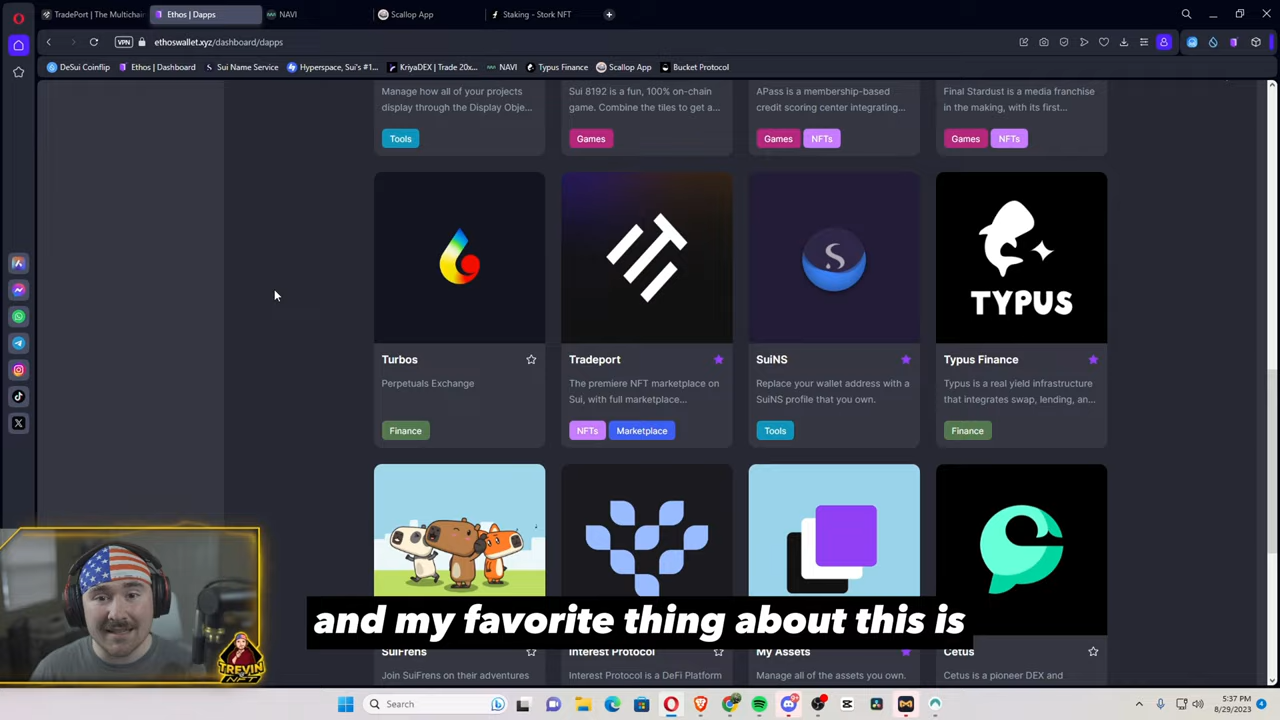 TradePort | The Multichain
Ethos | Dapps
NAVI
Scallop App
Staking - Stork NFT
VPN
ethoswallet.xyz/dashboard/dapps
DeSui Coinflip
Ethos | Dashboard
Sui Name Service
Hyperspace, Sui's #1...
KriyaDEX | Trade 20x...
NAVI
Typus Finance
Scallop App
Bucket Protocol
Manage how all of your projects
display through the Display Obje...
Tools
Sui 8192 is a fun, 100% on-chain
game. Combine the tiles to get a...
Games
APass is a membership-based
credit scoring center integrating...
Games
NFTs
Final Stardust is a media franchise
in the making, with its first...
Games
NFTs
TYPUS
Turbos
Perpetuals Exchange
Finance
Tradeport
The premiere NFT marketplace on
Sui, with full marketplace...
NFTs
Marketplace
SuiNS
Replace your wallet address with a
SuiNS profile that you own.
Tools
Typus Finance
Typus is a real yield infrastructure
that integrates swap, lending, an...
Finance
and my favorite thing about this is
SuiFrens
Join SuiFrens on their adventures
Interest Protocol
Interest Protocol is a DeFi Platform
My Assets
Manage all of the assets you own.
Cetus
Cetus is a pioneer DEX and
TREVIN
NFT
Search
5:37 PM
8/29/2023